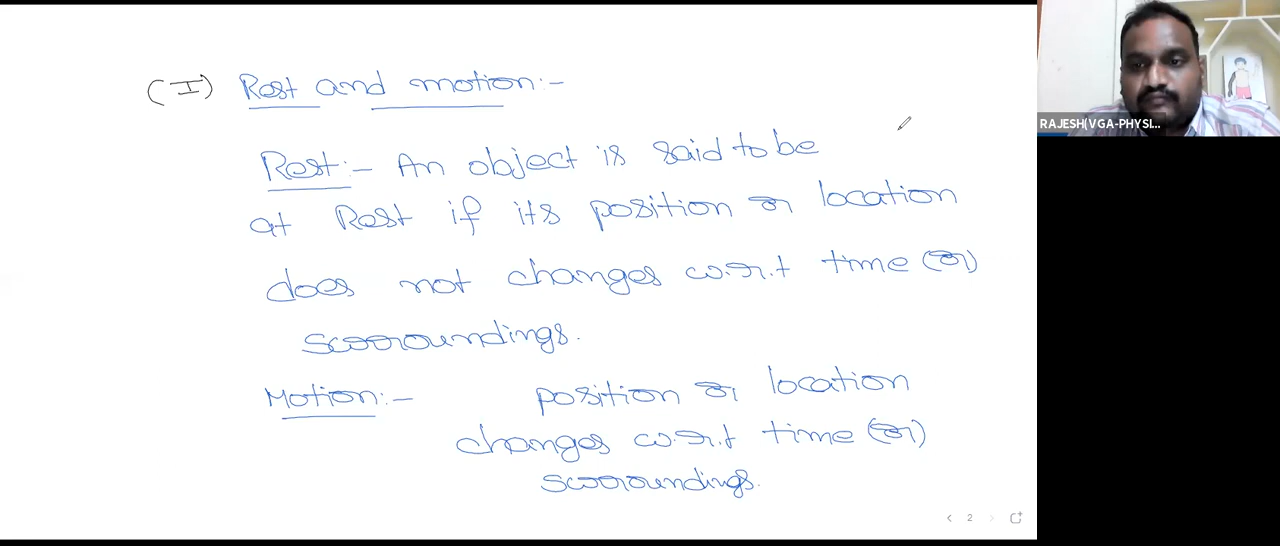 (I) Rest and motion:-
Rest:- An object is said to be
at Rest if its position or location
does not changes w.r.t time (or)
surroundings.
Motion:- position or location
changes w.r.t time (or)
surroundings.
RAJESH(VGA-PHYSI...
2